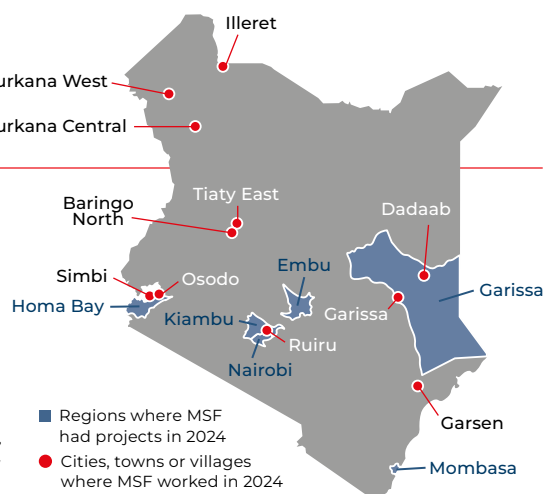 Illeret
urkana West
urkana Central
Tiaty East
Baringo
North
Dadaab
Embu
Simbi
Osodo
Garissa
Homa Bay
Kiambu
Garissa
Ruiru
Nairobi
Regions where MSF
had projects in 2024
Garsen
Cities, towns or villages
where MSF worked in 2024
Mombasa